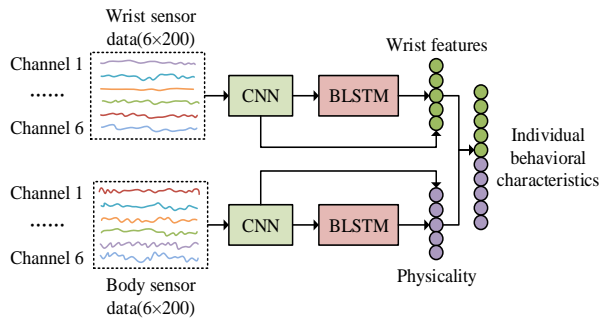 Wrist sensor
data(6×200)
Wrist features
Channel 1
......
Channel 6
CNN
BLSTM
Individual
behavioral
characteristics
Channel 1
......
Channel 6
CNN
BLSTM
Physicality
Body sensor
data(6×200)